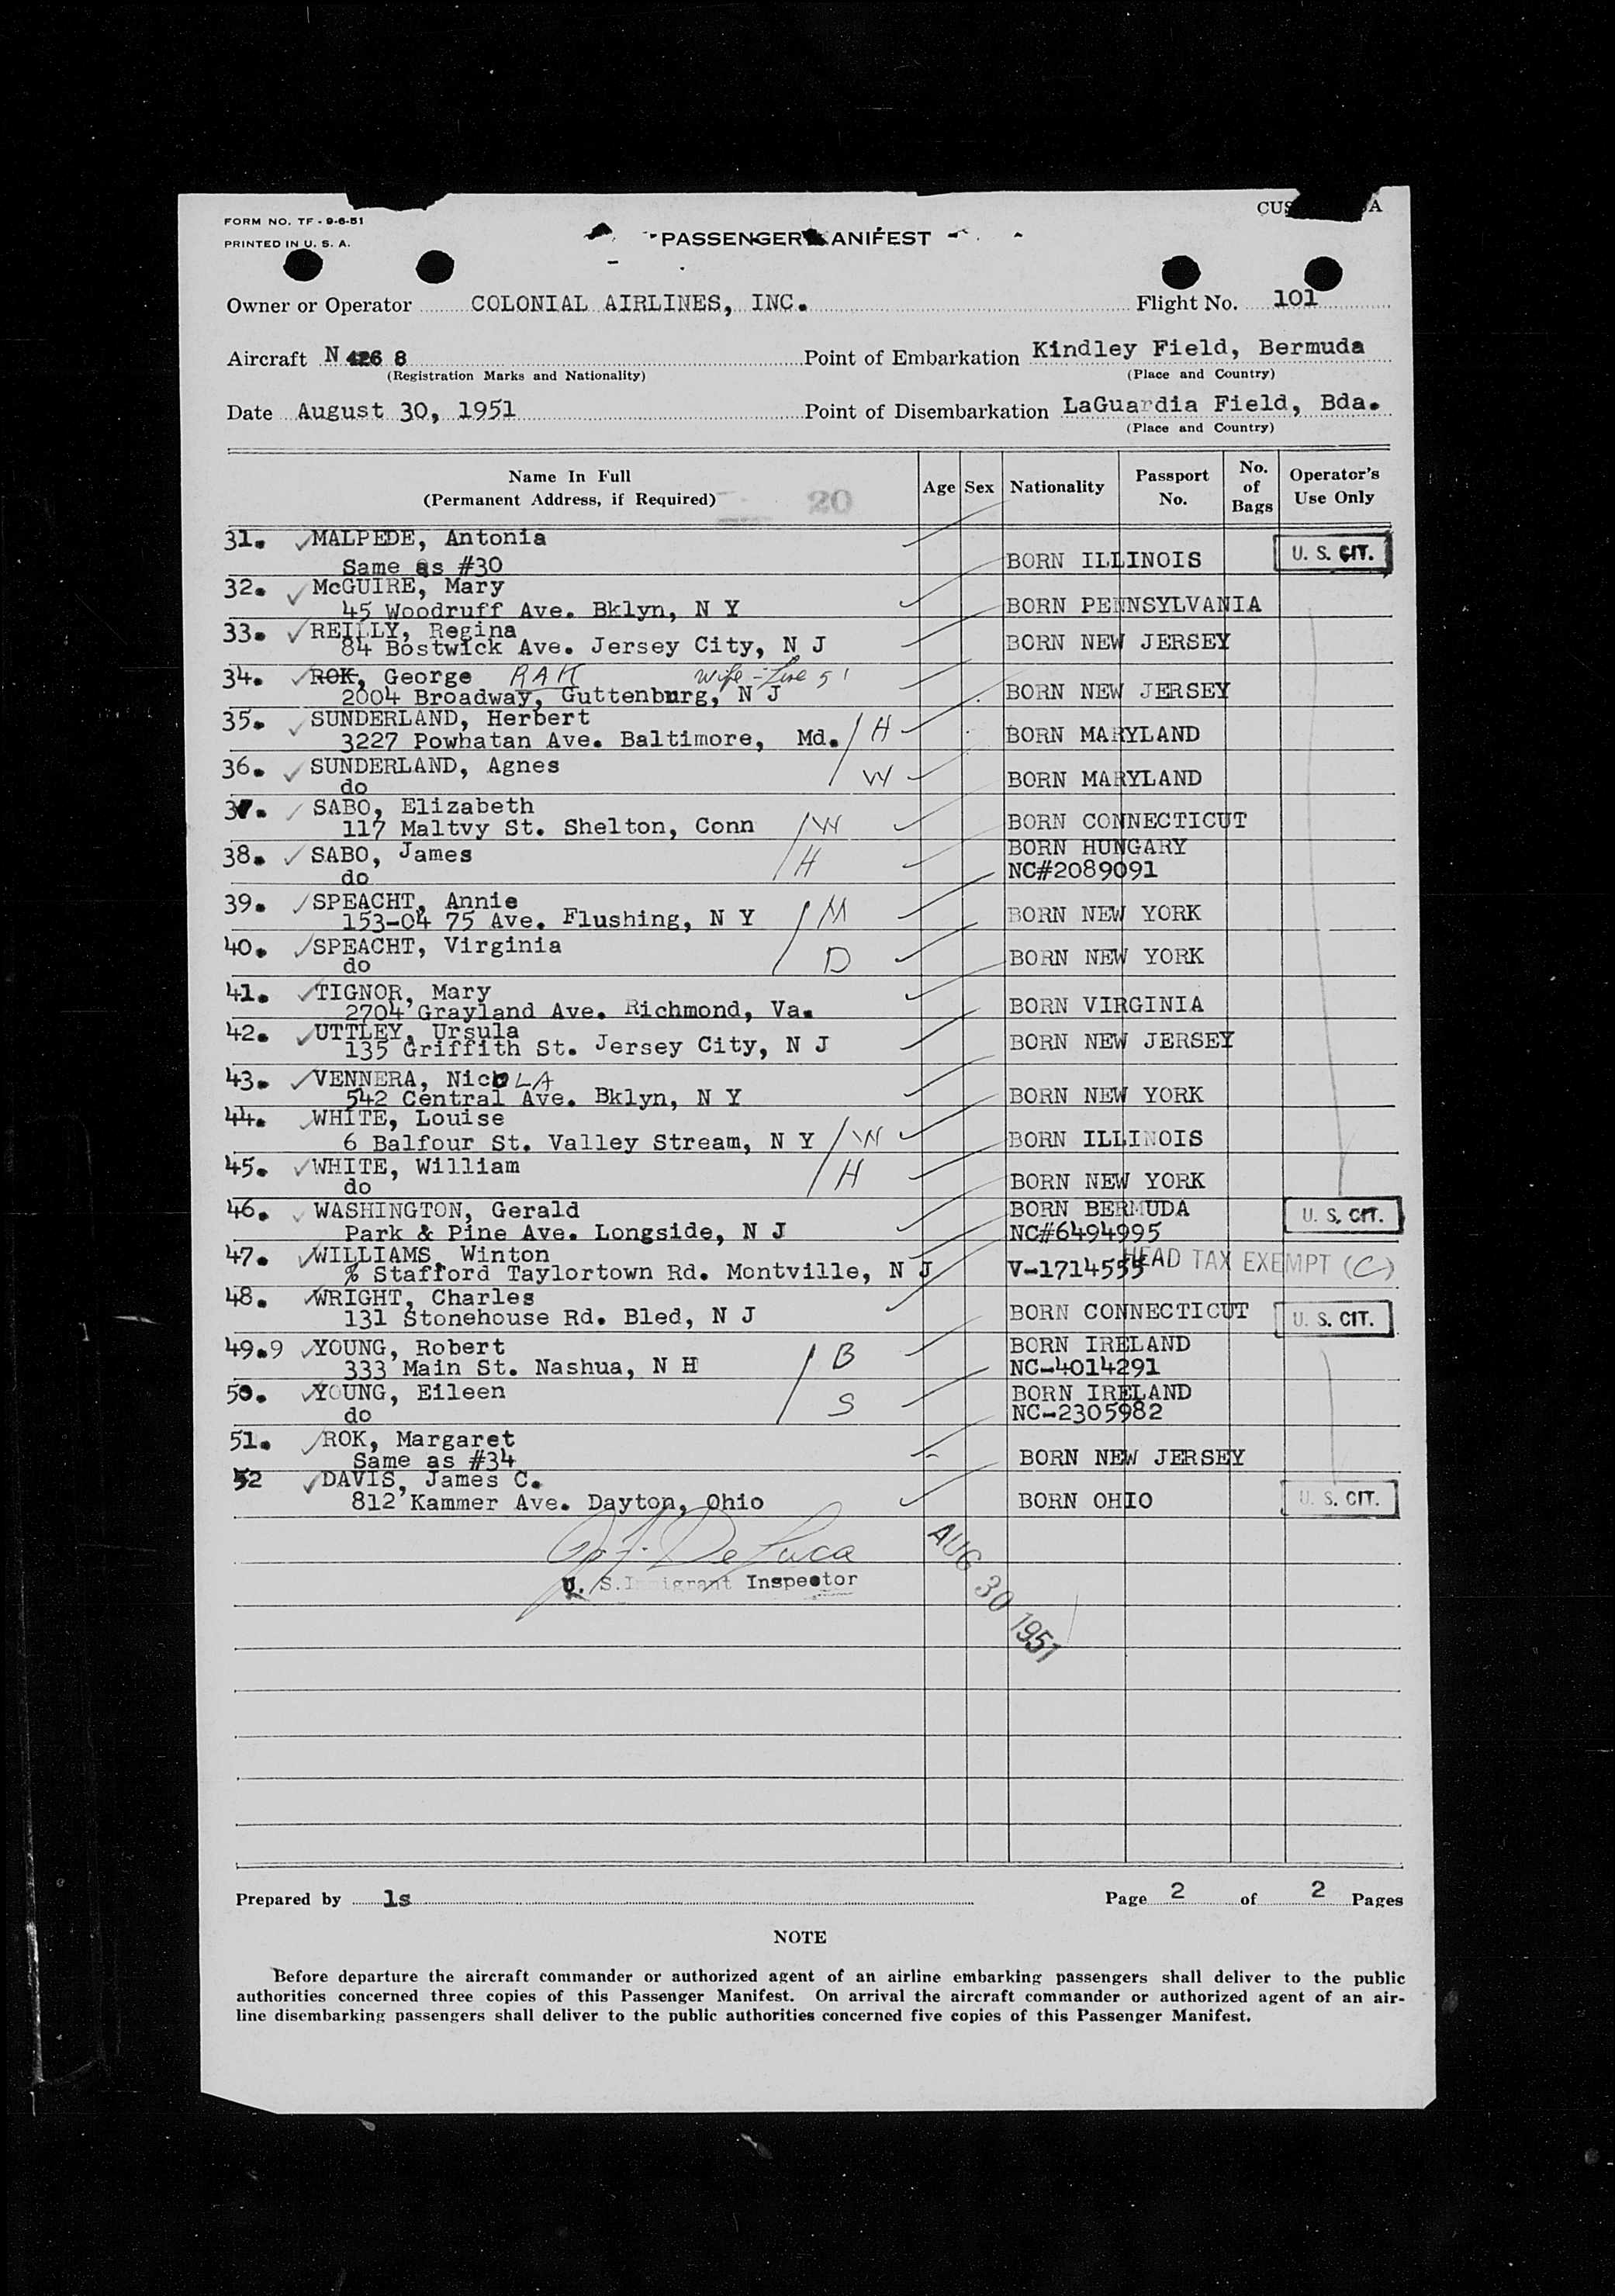 FORM NO. TF - 9-6-51
PRINTED IN U. S. A.
PASSENGER MANIFEST
Owner or Operator COLONIAL AIRLINES, INC. Flight No. 101
Aircraft N 426 8 Point of Embarkation Kindley Field, Bermuda
(Registration Marks and Nationality) (Place and Country)
Date August 30, 1951 Point of Disembarkation LaGuardia Field, Bda.
(Place and Country)
Name In Full (Permanent Address, if Required) Age Sex Nationality Passport No. No. of Bags Operator's Use Only
20
31. MALPEDE, Antonia
Same as #30 BORN ILLINOIS U. S. CIT.
32. McGUIRE, Mary
45 Woodruff Ave. Bklyn, N Y BORN PENNSYLVANIA
33. REILLY, Regina
84 Bostwick Ave. Jersey City, N J BORN NEW JERSEY
34. ROK, George RAK Wife - Line 51
2004 Broadway, Guttenburg, N J BORN NEW JERSEY
35. SUNDERLAND, Herbert
3227 Powhatan Ave. Baltimore, Md. H BORN MARYLAND
36. SUNDERLAND, Agnes
do W BORN MARYLAND
37. SABO, Elizabeth
117 Maltvy St. Shelton, Conn W BORN CONNECTICUT
38. SABO, James H BORN HUNGARY
do NC#2089091
39. SPEACHT, Annie
153-04 75 Ave. Flushing, N Y M BORN NEW YORK
40. SPEACHT, Virginia
do D BORN NEW YORK
41. TIGNOR, Mary
2704 Grayland Ave. Richmond, Va. BORN VIRGINIA
42. UTTLEY, Ursula
135 Griffith St. Jersey City, N J BORN NEW JERSEY
43. VENNERA, NicOLA
542 Central Ave. Bklyn, N Y BORN NEW YORK
44. WHITE, Louise
6 Balfour St. Valley Stream, N Y W BORN ILLINOIS
45. WHITE, William
do H BORN NEW YORK
46. WASHINGTON, Gerald BORN BERMUDA U. S. CIT.
Park & Pine Ave. Longside, N J NC#6494995
47. WILLIAMS, Winton
% Stafford Taylortown Rd. Montville, N J V-1714555 HEAD TAX EXEMPT (C)
48. WRIGHT, Charles
131 Stonehouse Rd. Bled, N J BORN CONNECTICUT U. S. CIT.
49.9 YOUNG, Robert B BORN IRELAND
333 Main St. Nashua, N H NC-4014291
50. YOUNG, Eileen S BORN IRELAND
do NC-2305982
51. ROK, Margaret
Same as #34 BORN NEW JERSEY
52 DAVIS, James C.
812 Kammer Ave. Dayton, Ohio BORN OHIO U. S. CIT.
De Luca
U. S. Immigrant Inspector
AUG 30 1951
Prepared by ls Page 2 of 2 Pages
NOTE
Before departure the aircraft commander or authorized agent of an airline embarking passengers shall deliver to the public
authorities concerned three copies of this Passenger Manifest. On arrival the aircraft commander or authorized agent of an air-
line disembarking passengers shall deliver to the public authorities concerned five copies of this Passenger Manifest.